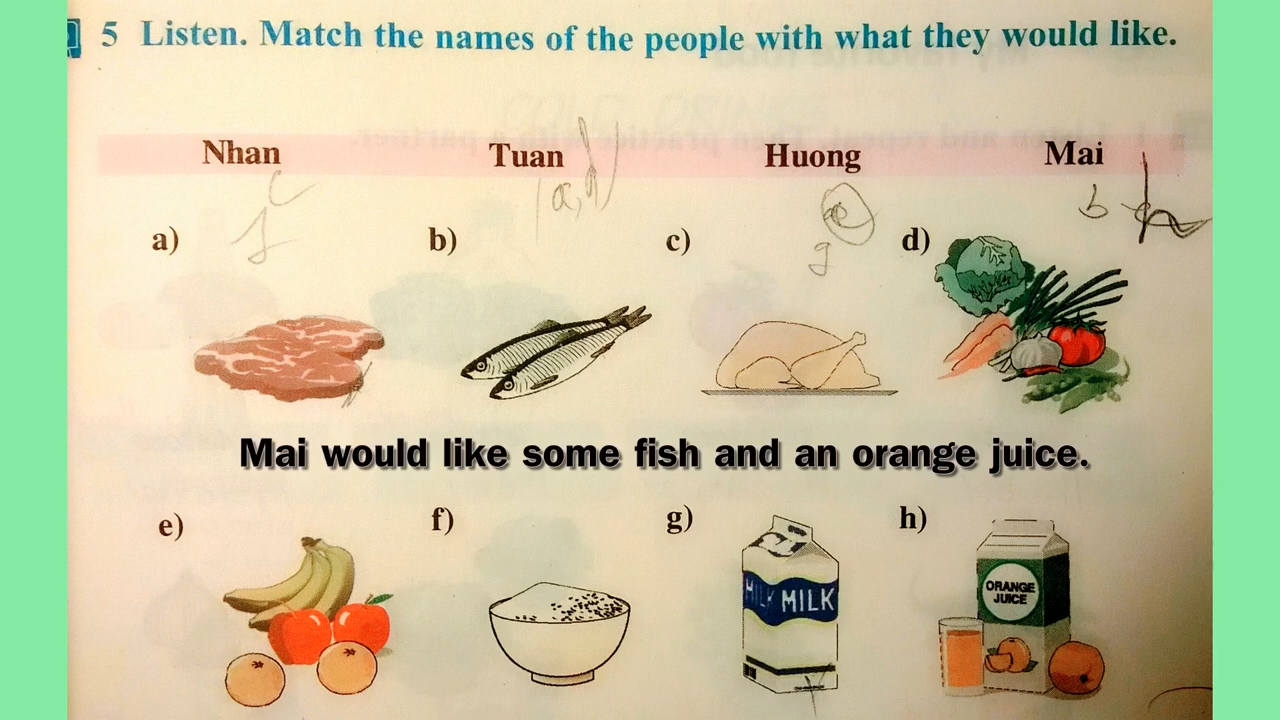 5 Listen. Match the names of the people with what they would like.
Nhan Tuan Huong Mai
c a, d e b h
f g
a) b) c) d)
Mai would like some fish and an orange juice.
e) f) g) h)
MILK MILK ORANGE
JUICE